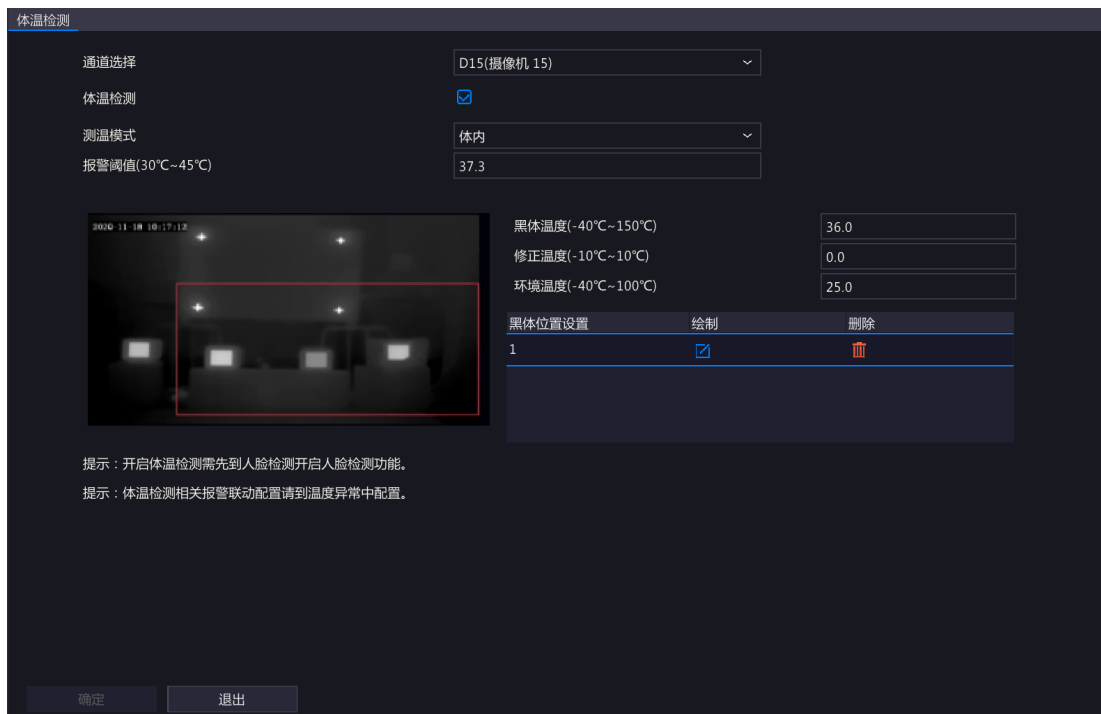 体温检测
通道选择 D15(摄像机 15)
体温检测
测温模式 体内
报警阈值(30℃~45℃) 37.3
2020-11-18 10:17:12
黑体温度(-40℃~150℃) 36.0
修正温度(-10℃~10℃) 0.0
环境温度(-40℃~100℃) 25.0
黑体位置设置 绘制 删除
1
提示：开启体温检测需先到人脸检测开启人脸检测功能。
提示：体温检测相关报警联动配置请到温度异常中配置。
确定 退出